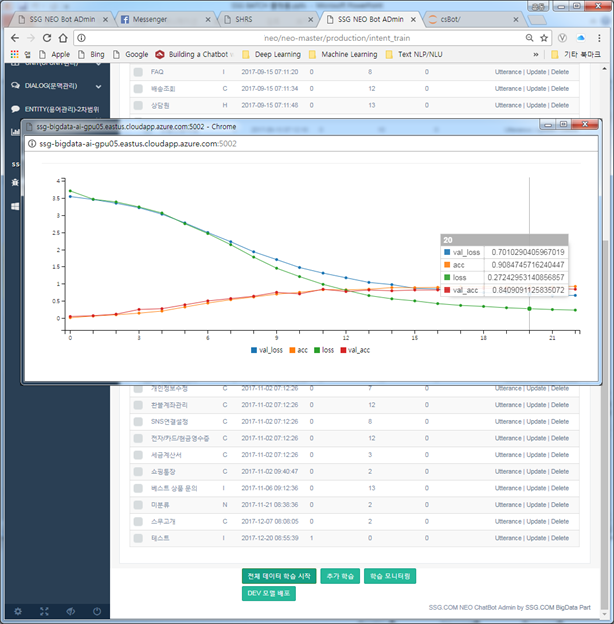 SSG NEO Bot ADmin
Messenger
SHRS
SSG NEO Bot ADmin
csBot/
neo/neo-master/production/intent_train
앱
Apple
Bing
Google
Building a Chatbot
Deep Learning
Machine Learning
Text NLP/NLU
»
기타 북마크
DIALOG(문맥관리)
ENTITY(용어관리)-2차범위
FAQ I 2017-09-15 07:11:20 0 8 0 Utterance | Update | Delete
배송조회 C 2017-09-15 07:11:34 0 12 0 Utterance | Update | Delete
상담원 H 2017-09-15 07:11:48 0 13 0 Utterance | Update | Delete
ssg-bigdata-ai-gpu05.eastus.cloudapp.azure.com:5002 - Chrome
ssg-bigdata-ai-gpu05.eastus.cloudapp.azure.com:5002
4
3.5
3
2.5
2
1.5
1
0.5
0
0 3 6 9 12 15 18 21
20
val_loss 0.7010290405967019
acc 0.9084745716240447
loss 0.27242953140856857
val_acc 0.8409091125835072
val_loss acc loss val_acc
개인정보수정 C 2017-11-02 07:12:26 0 7 0 Utterance | Update | Delete
환불계좌관리 C 2017-11-02 07:12:26 0 12 0 Utterance | Update | Delete
SNS연결설정 C 2017-11-02 07:12:26 0 8 0 Utterance | Update | Delete
전자/카드/현금영수증 C 2017-11-02 07:12:26 0 12 0 Utterance | Update | Delete
세금계산서 C 2017-11-02 07:12:26 0 3 0 Utterance | Update | Delete
쇼핑통장 C 2017-11-02 09:40:47 0 2 0 Utterance | Update | Delete
베스트 상품 문의 I 2017-11-06 09:12:36 0 13 0 Utterance | Update | Delete
미분류 N 2017-11-21 08:38:36 0 2 0 Utterance | Update | Delete
스무고개 C 2017-12-07 08:08:05 0 2 0 Utterance | Update | Delete
테스트 I 2017-12-20 08:55:39 1 0 0 Utterance | Update | Delete
전체 데이터 학습 시작
추가 학습
학습 모니터링
DEV 모델 배포
SSG.COM NEO ChatBot Admin by SSG.COM BigData Part